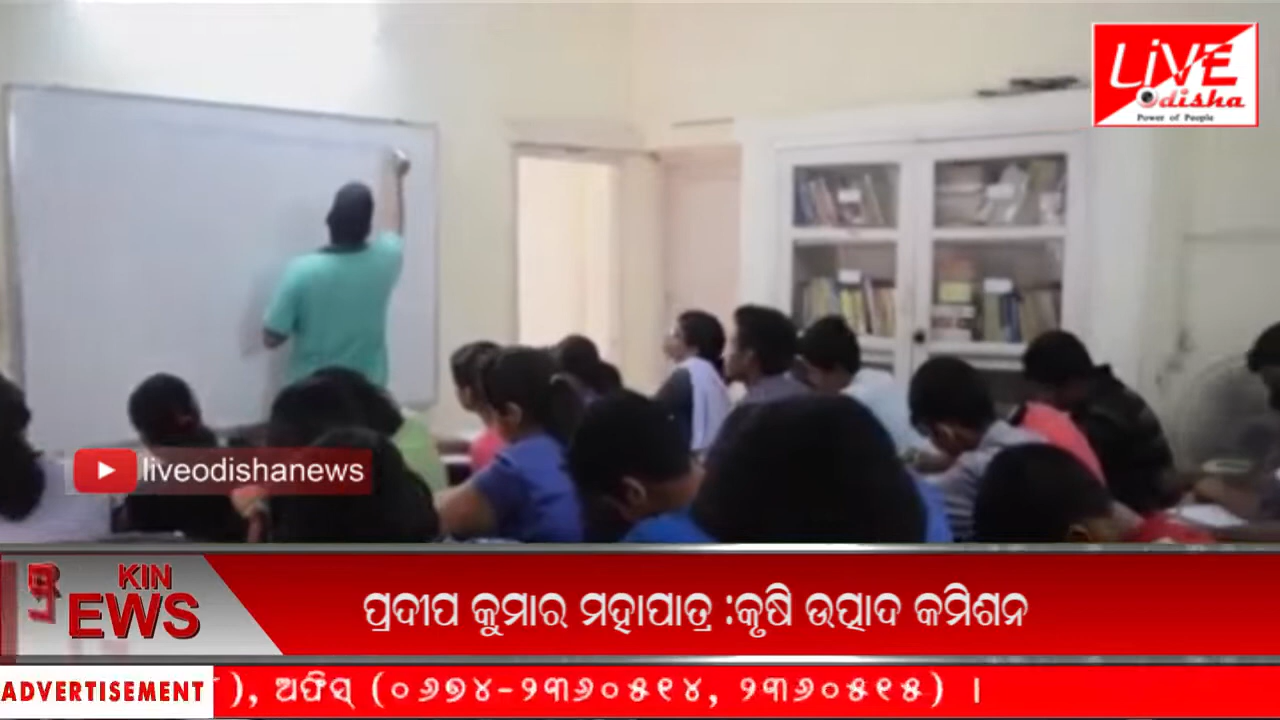 LiVE
Odisha
Power of People
liveodishanews
KIN
EWS
ପ୍ରଦୀପ କୁମାର ମହାପାତ୍ର :କୃଷି ଉତ୍ପାଦ କମିଶନ
ADVERTISEMENT
), ଅଫିସ୍ (୦୬୭୪-୨୩୬୦୫୧୪, ୨୩୬୦୫୧୫) ।